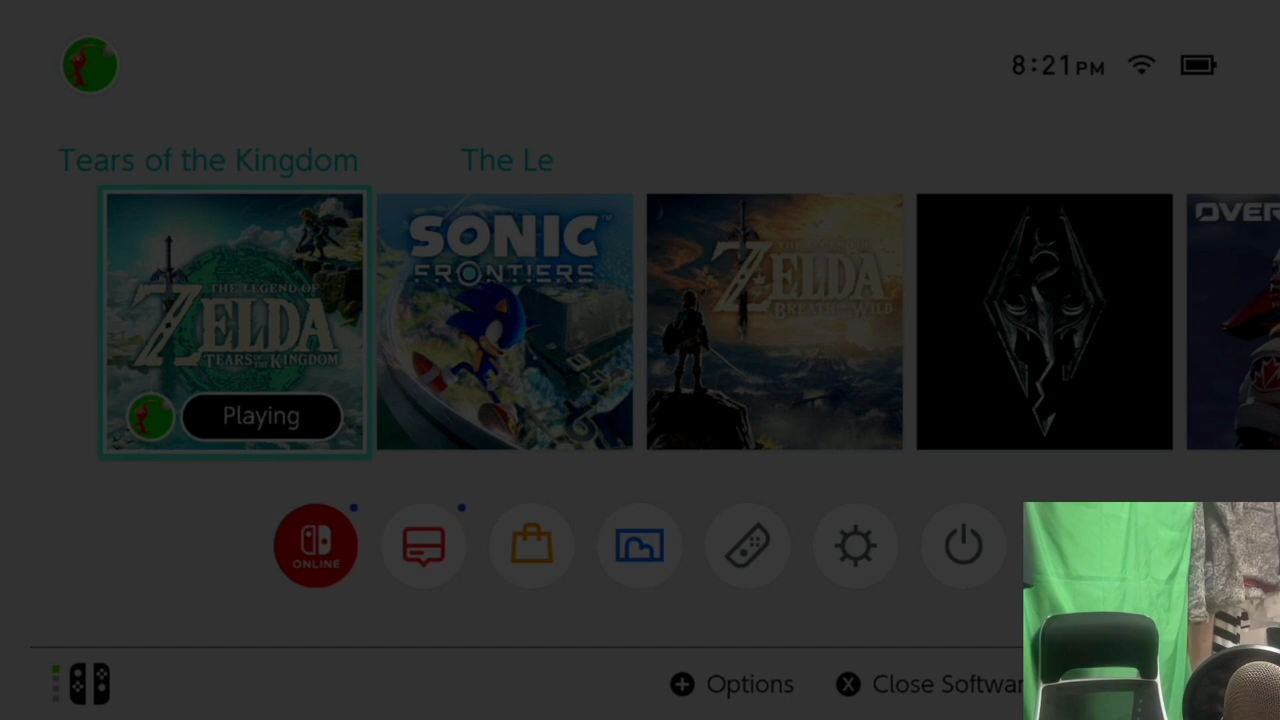 8:21 PM
Tears of the Kingdom The Le
THE LEGEND OF
ZELDA
TEARS OF THE KINGDOM
Playing
SONIC™
FRONTIERS
THE LEGEND OF
ZELDA
BREATH OF THE WILD
OVER
ONLINE
Options
Close Softwar